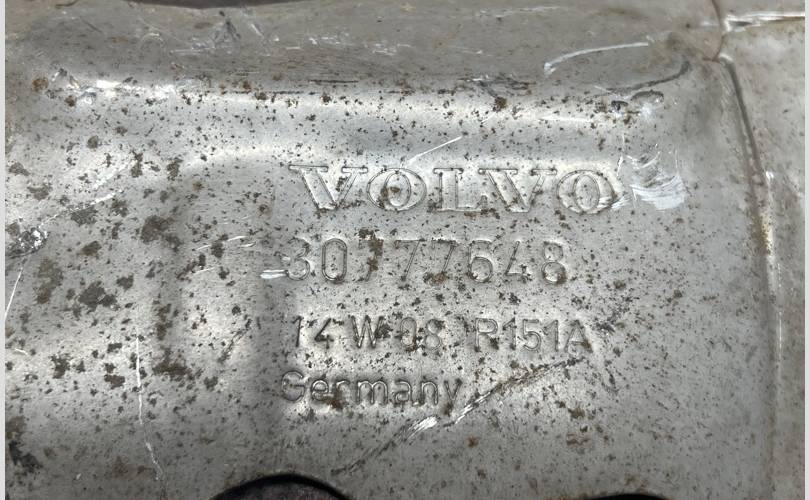 VOLVO
30777648
14 W 08 R151A
Germany